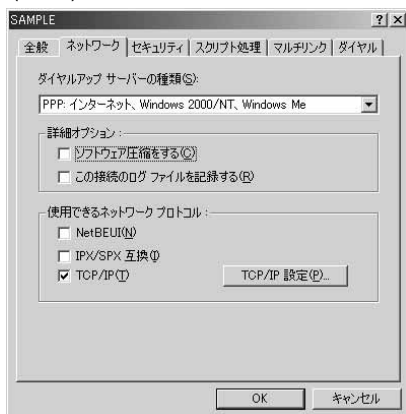 SAMPLE
全般 ネットワーク セキュリティ スクリプト処理 マルチリンク ダイヤル
ダイヤルアップ サーバーの種類(S):
PPP: インターネット、Windows 2000/NT、Windows Me
詳細オプション:
ソフトウェア圧縮をする(C)
この接続のログ ファイルを記録する(R)
使用できるネットワーク プロトコル:
NetBEUI(N)
IPX/SPX 互換(I)
TCP/IP(T) TCP/IP 設定(P)...
OK キャンセル